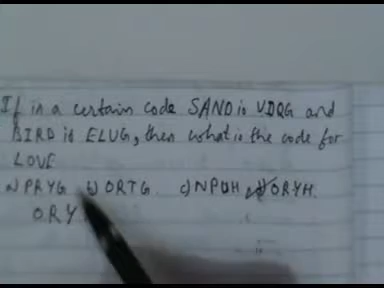 If in a certain code SAND is VDQG and
BIRD is ELUG, then what is the code for
LOVE
a) PRYG b) ORTG c) NPUH d) ORYH
ORY